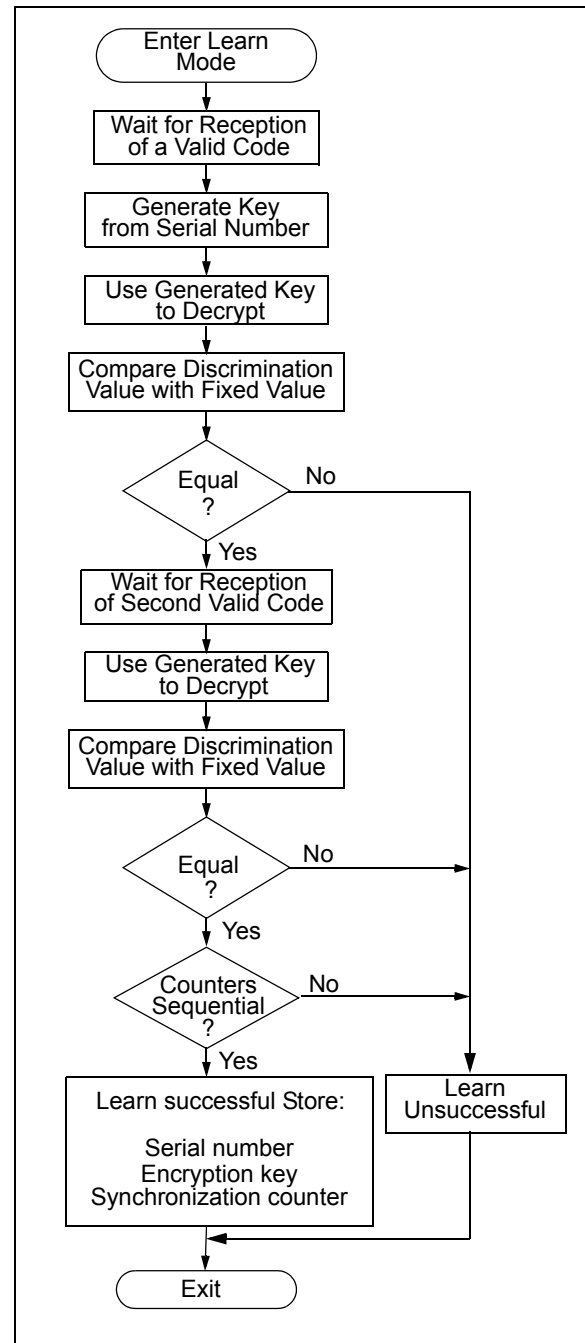 Enter Learn
Mode
Wait for Reception
of a Valid Code
Generate Key
from Serial Number
Use Generated Key
to Decrypt
Compare Discrimination
Value with Fixed Value
Equal
?
No
Yes
Wait for Reception
of Second Valid Code
Use Generated Key
to Decrypt
Compare Discrimination
Value with Fixed Value
Equal
?
No
Yes
Counters
Sequential
?
No
Yes
Learn successful Store:
Serial number
Encryption key
Synchronization counter
Learn
Unsuccessful
Exit